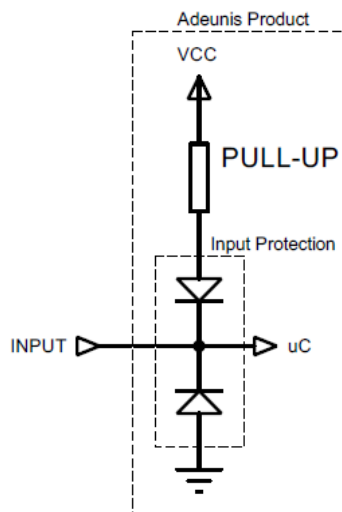 Adeunis Product
VCC
PULL-UP
Input Protection
INPUT
uC